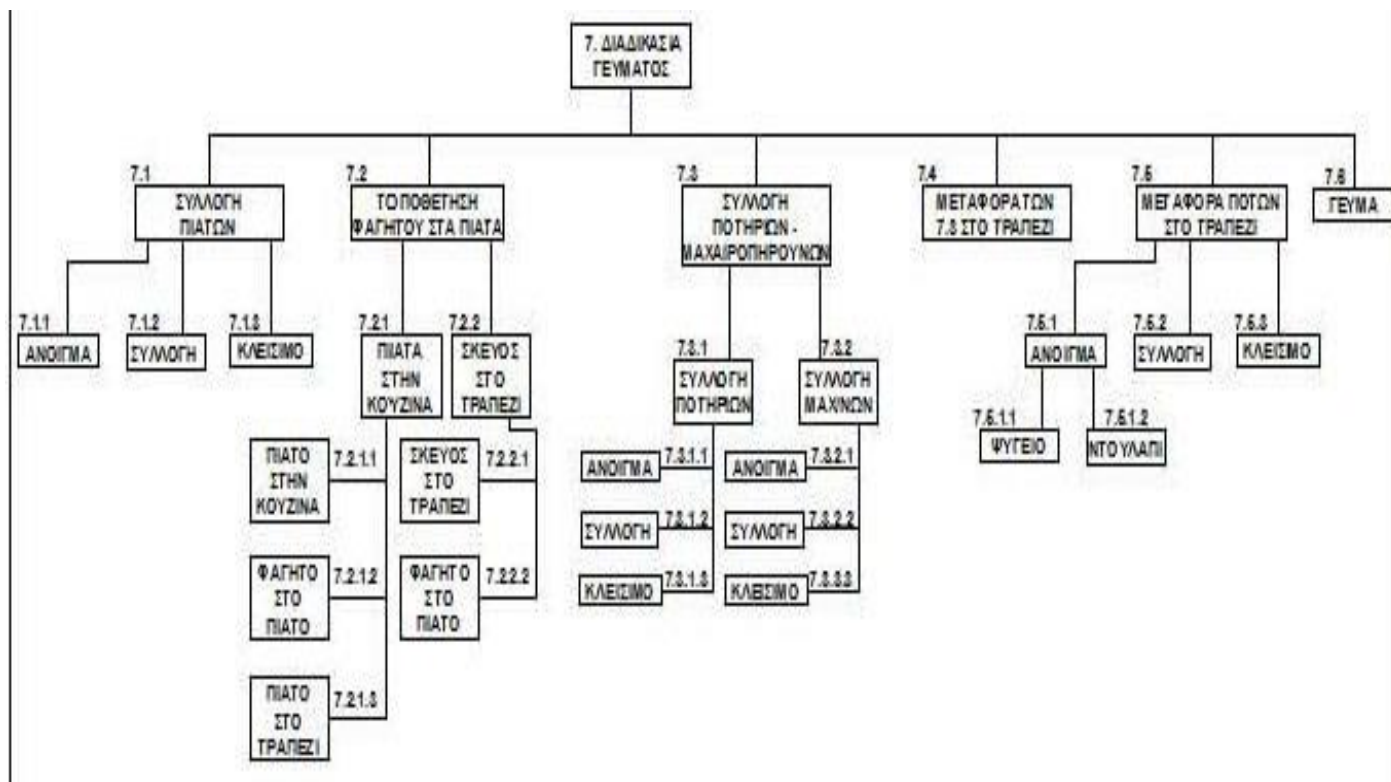 7. ΔΙΑΔΙΚΑΣΙΑ
ΓΕΥΜΑΤΟΣ
7.1
ΣΥΛΛΟΓΗ
ΠΙΑΤΩΝ
7.2
ΤΟΠΟΘΕΤΗΣΗ
ΦΑΓΗΤΟΥ ΣΤΑ ΠΙΑΤΑ
7.3
ΣΥΛΛΟΓΗ
ΠΟΤΗΡΙΩΝ -
ΜΑΧΑΙΡΟΠΗΡΟΥΝΩΝ
7.4
ΜΕΤΑΦΟΡΑ ΤΩΝ
7.3 ΣΤΟ ΤΡΑΠΕΖΙ
7.5
ΜΕΤΑΦΟΡΑ ΠΟΤΩΝ
ΣΤΟ ΤΡΑΠΕΖΙ
7.6
ΓΕΥΜΑ
7.1.1
ΑΝΟΙΓΜΑ
7.1.2
ΣΥΛΛΟΓΗ
7.1.3
ΚΛΕΙΣΙΜΟ
7.2.1
ΠΙΑΤΑ
ΣΤΗΝ
ΚΟΥΖΙΝΑ
7.2.2
ΣΚΕΥΟΣ
ΣΤΟ
ΤΡΑΠΕΖΙ
7.2.1.1
ΠΙΑΤΟ
ΣΤΗΝ
ΚΟΥΖΙΝΑ
7.2.1.2
ΦΑΓΗΤΟ
ΣΤΟ
ΠΙΑΤΟ
7.2.1.3
ΠΙΑΤΟ
ΣΤΟ
ΤΡΑΠΕΖΙ
7.2.2.1
ΣΚΕΥΟΣ
ΣΤΟ
ΤΡΑΠΕΖΙ
7.2.2.2
ΦΑΓΗΤΟ
ΣΤΟ
ΠΙΑΤΟ
7.3.1
ΣΥΛΛΟΓΗ
ΠΟΤΗΡΙΩΝ
7.3.2
ΣΥΛΛΟΓΗ
ΜΑΧ/ΝΩΝ
ΑΝΟΙΓΜΑ 7.3.1.1
ΣΥΛΛΟΓΗ 7.3.1.2
ΚΛΕΙΣΙΜΟ 7.3.1.3
ΑΝΟΙΓΜΑ 7.3.2.1
ΣΥΛΛΟΓΗ 7.3.2.2
ΚΛΕΙΣΙΜΟ 7.3.3.3
7.5.1
ΑΝΟΙΓΜΑ
7.5.2
ΣΥΛΛΟΓΗ
7.5.3
ΚΛΕΙΣΙΜΟ
7.5.1.1
ΨΥΓΕΙΟ
7.5.1.2
ΝΤΟΥΛΑΠΙ